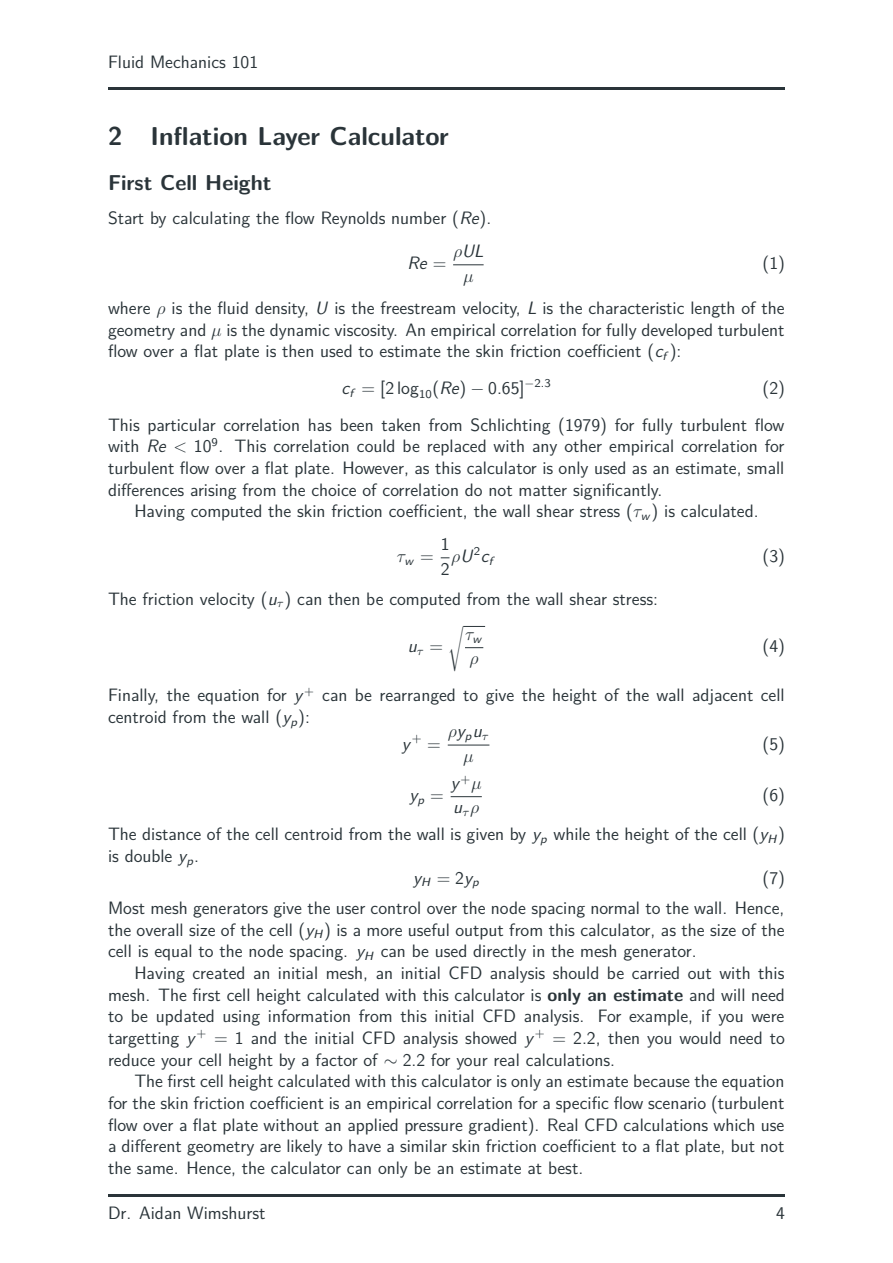 Fluid Mechanics 101
2 Inflation Layer Calculator
First Cell Height
Start by calculating the flow Reynolds number (Re).
Re = ρUL/μ (1)
where ρ is the fluid density, U is the freestream velocity, L is the characteristic length of the
geometry and μ is the dynamic viscosity. An empirical correlation for fully developed turbulent
flow over a flat plate is then used to estimate the skin friction coefficient (c_f):
c_f = [2 log₁₀(Re) − 0.65]^−2.3 (2)
This particular correlation has been taken from Schlichting (1979) for fully turbulent flow
with Re < 10⁹. This correlation could be replaced with any other empirical correlation for
turbulent flow over a flat plate. However, as this calculator is only used as an estimate, small
differences arising from the choice of correlation do not matter significantly.
Having computed the skin friction coefficient, the wall shear stress (τ_w) is calculated.
τ_w = 1/2 ρU²c_f (3)
The friction velocity (u_τ) can then be computed from the wall shear stress:
u_τ = √(τ_w/ρ) (4)
Finally, the equation for y⁺ can be rearranged to give the height of the wall adjacent cell
centroid from the wall (y_p):
y⁺ = ρy_pu_τ/μ (5)
y_p = y⁺μ/u_τρ (6)
The distance of the cell centroid from the wall is given by y_p while the height of the cell (y_H)
is double y_p.
y_H = 2y_p (7)
Most mesh generators give the user control over the node spacing normal to the wall. Hence,
the overall size of the cell (y_H) is a more useful output from this calculator, as the size of the
cell is equal to the node spacing. y_H can be used directly in the mesh generator.
Having created an initial mesh, an initial CFD analysis should be carried out with this
mesh. The first cell height calculated with this calculator is only an estimate and will need
to be updated using information from this initial CFD analysis. For example, if you were
targetting y⁺ = 1 and the initial CFD analysis showed y⁺ = 2.2, then you would need to
reduce your cell height by a factor of ∼ 2.2 for your real calculations.
The first cell height calculated with this calculator is only an estimate because the equation
for the skin friction coefficient is an empirical correlation for a specific flow scenario (turbulent
flow over a flat plate without an applied pressure gradient). Real CFD calculations which use
a different geometry are likely to have a similar skin friction coefficient to a flat plate, but not
the same. Hence, the calculator can only be an estimate at best.
Dr. Aidan Wimshurst 4